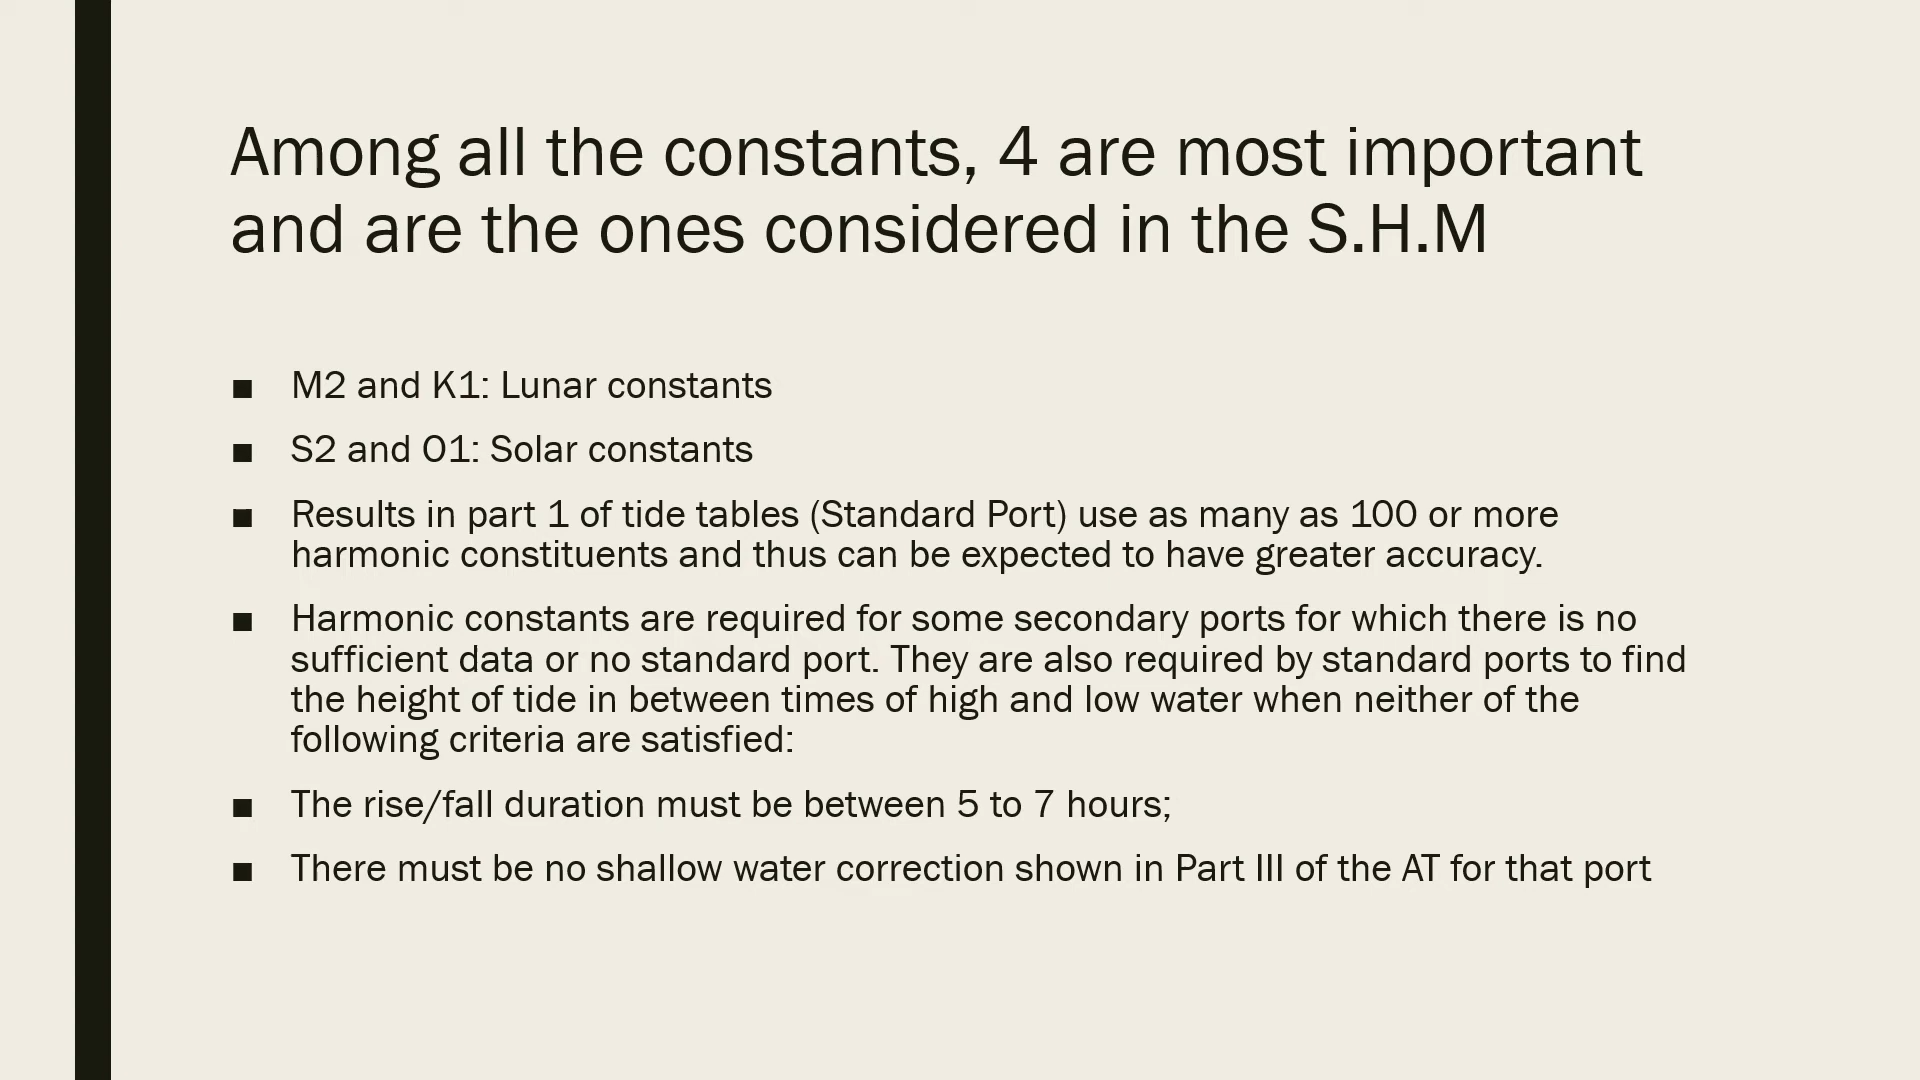 Among all the constants, 4 are most important
and are the ones considered in the S.H.M
■ M2 and K1: Lunar constants
■ S2 and O1: Solar constants
■ Results in part 1 of tide tables (Standard Port) use as many as 100 or more
harmonic constituents and thus can be expected to have greater accuracy.
■ Harmonic constants are required for some secondary ports for which there is no
sufficient data or no standard port. They are also required by standard ports to find
the height of tide in between times of high and low water when neither of the
following criteria are satisfied:
■ The rise/fall duration must be between 5 to 7 hours;
■ There must be no shallow water correction shown in Part III of the AT for that port